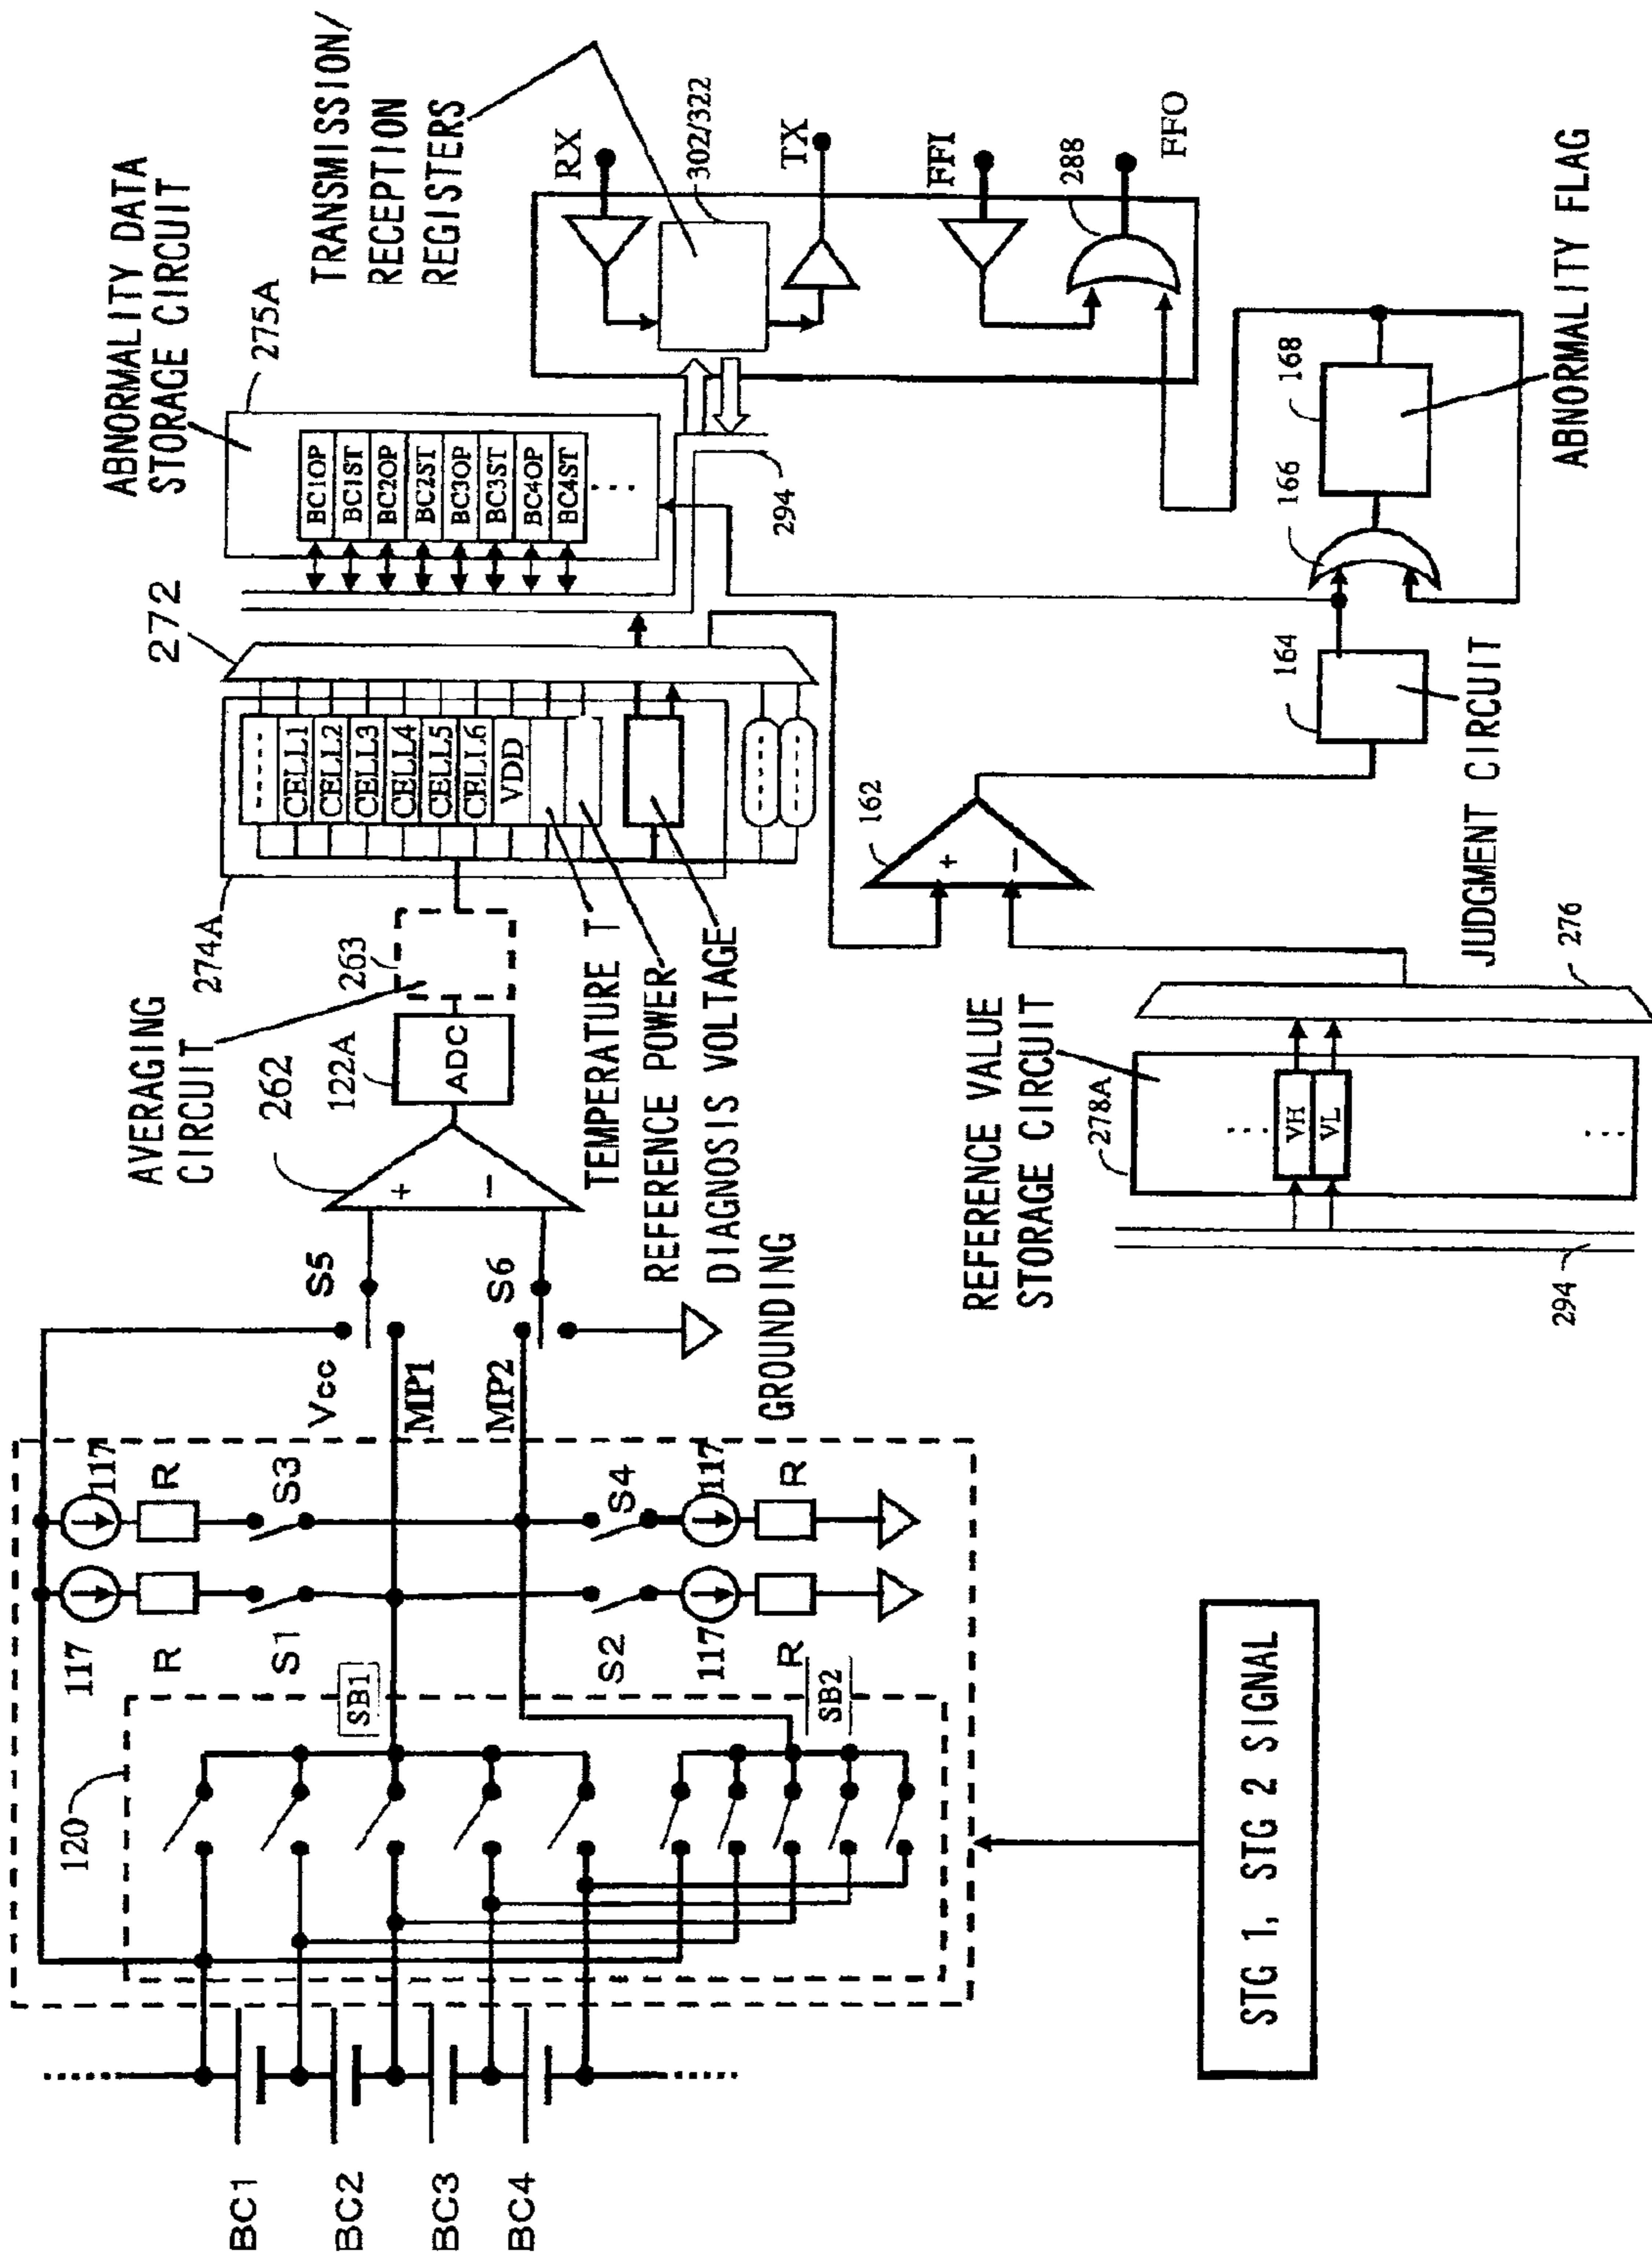 BC1
BC2
BC3
BC4
120
117
117
R
R
S1
S3
SB1
SB2
S2
S4
117
117
R
R
Vcc
MP1
MP2
S5
S6
GROUNDING
STG 1, STG 2 SIGNAL
262
+
−
122A
ADC
AVERAGING
CIRCUIT
263
274A
272
CELL1
CELL2
CELL3
CELL4
CELL5
CELL6
VDD
TEMPERATURE T
REFERENCE POWER
DIAGNOSIS VOLTAGE
ABNORMALITY DATA
STORAGE CIRCUIT
275A
BC1OP
BC1ST
BC2OP
BC2ST
BC3OP
BC3ST
BC4OP
BC4ST
294
TRANSMISSION/
RECEPTION
REGISTERS
302/322
RX
TX
FFI
288
FFO
REFERENCE VALUE
STORAGE CIRCUIT
278A
VH
VL
294
276
162
+
−
164
JUDGMENT CIRCUIT
166
168
ABNORMALITY FLAG